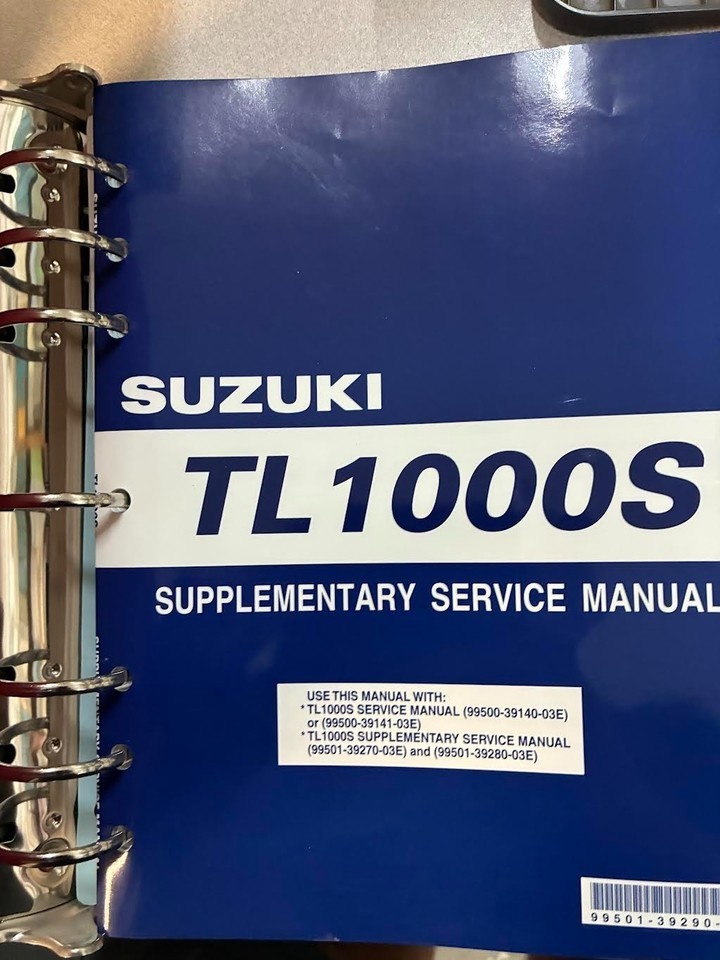 SUZUKI
TL1000S
SUPPLEMENTARY SERVICE MANUAL
USE THIS MANUAL WITH:
* TL1000S SERVICE MANUAL (99500-39140-03E)
or (99500-39141-03E)
* TL1000S SUPPLEMENTARY SERVICE MANUAL
(99501-39270-03E) and (99501-39280-03E)
99501-39290-